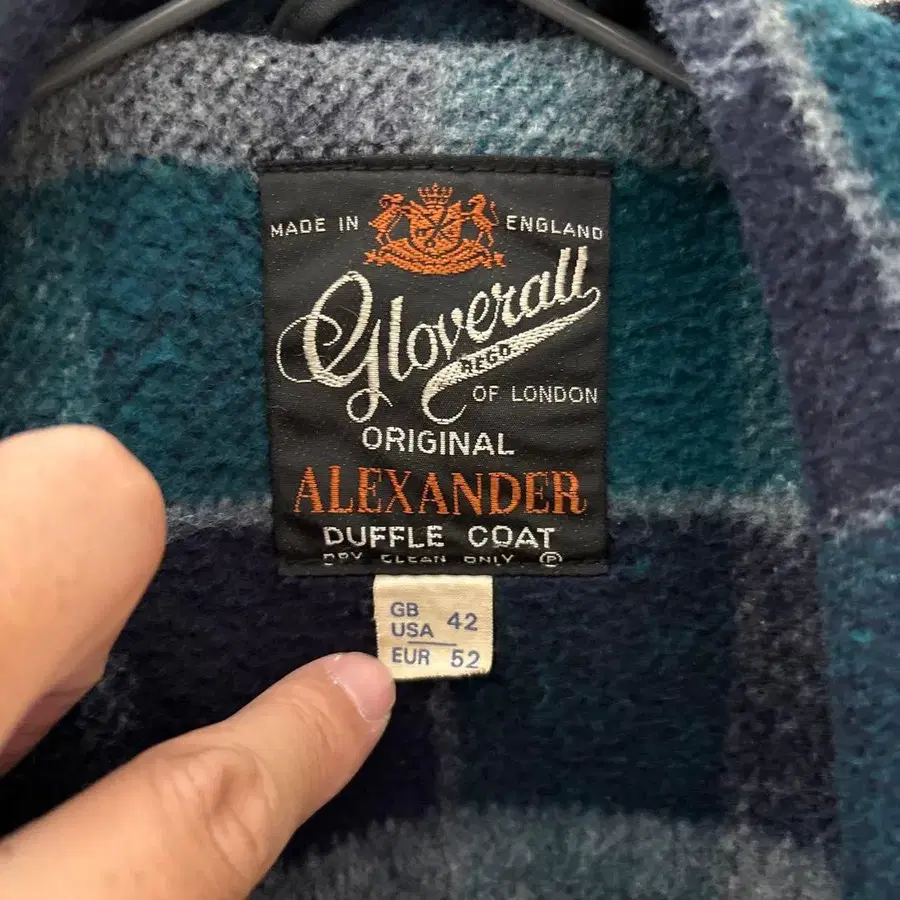 MADE IN ENGLAND
Gloverall
REGD
OF LONDON
ORIGINAL
ALEXANDER
DUFFLE COAT
DRY CLEAN ONLY Ⓟ
GB
USA 42
EUR 52